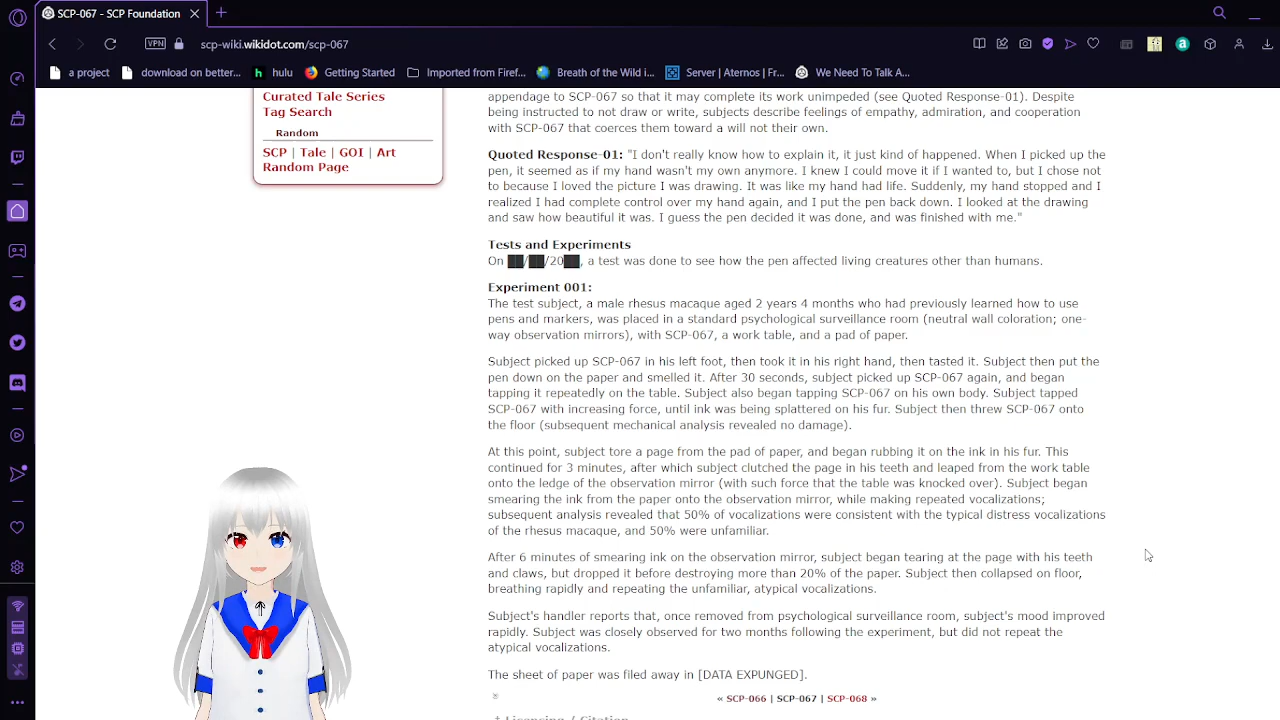 SCP-067 - SCP Foundation
VPN
scp-wiki.wikidot.com/scp-067
a project
download on better...
hulu
Getting Started
Imported from Firef...
Breath of the Wild i...
Server | Aternos | Fr...
We Need To Talk A...
Curated Tale Series
Tag Search
Random
SCP | Tale | GOI | Art
Random Page
appendage to SCP-067 so that it may complete its work unimpeded (see Quoted Response-01). Despite
being instructed to not draw or write, subjects describe feelings of empathy, admiration, and cooperation
with SCP-067 that coerces them toward a will not their own.
Quoted Response-01: "I don't really know how to explain it, it just kind of happened. When I picked up the
pen, it seemed as if my hand wasn't my own anymore. I knew I could move it if I wanted to, but I chose not
to because I loved the picture I was drawing. It was like my hand had life. Suddenly, my hand stopped and I
realized I had complete control over my hand again, and I put the pen back down. I looked at the drawing
and saw how beautiful it was. I guess the pen decided it was done, and was finished with me."
Tests and Experiments
On ██/██/20██, a test was done to see how the pen affected living creatures other than humans.
Experiment 001:
The test subject, a male rhesus macaque aged 2 years 4 months who had previously learned how to use
pens and markers, was placed in a standard psychological surveillance room (neutral wall coloration; one-
way observation mirrors), with SCP-067, a work table, and a pad of paper.
Subject picked up SCP-067 in his left foot, then took it in his right hand, then tasted it. Subject then put the
pen down on the paper and smelled it. After 30 seconds, subject picked up SCP-067 again, and began
tapping it repeatedly on the table. Subject also began tapping SCP-067 on his own body. Subject tapped
SCP-067 with increasing force, until ink was being splattered on his fur. Subject then threw SCP-067 onto
the floor (subsequent mechanical analysis revealed no damage).
At this point, subject tore a page from the pad of paper, and began rubbing it on the ink in his fur. This
continued for 3 minutes, after which subject clutched the page in his teeth and leaped from the work table
onto the ledge of the observation mirror (with such force that the table was knocked over). Subject began
smearing the ink from the paper onto the observation mirror, while making repeated vocalizations;
subsequent analysis revealed that 50% of vocalizations were consistent with the typical distress vocalizations
of the rhesus macaque, and 50% were unfamiliar.
After 6 minutes of smearing ink on the observation mirror, subject began tearing at the page with his teeth
and claws, but dropped it before destroying more than 20% of the paper. Subject then collapsed on floor,
breathing rapidly and repeating the unfamiliar, atypical vocalizations.
Subject's handler reports that, once removed from psychological surveillance room, subject's mood improved
rapidly. Subject was closely observed for two months following the experiment, but did not repeat the
atypical vocalizations.
The sheet of paper was filed away in [DATA EXPUNGED].
« SCP-066 | SCP-067 | SCP-068 »
Licensing / Citation